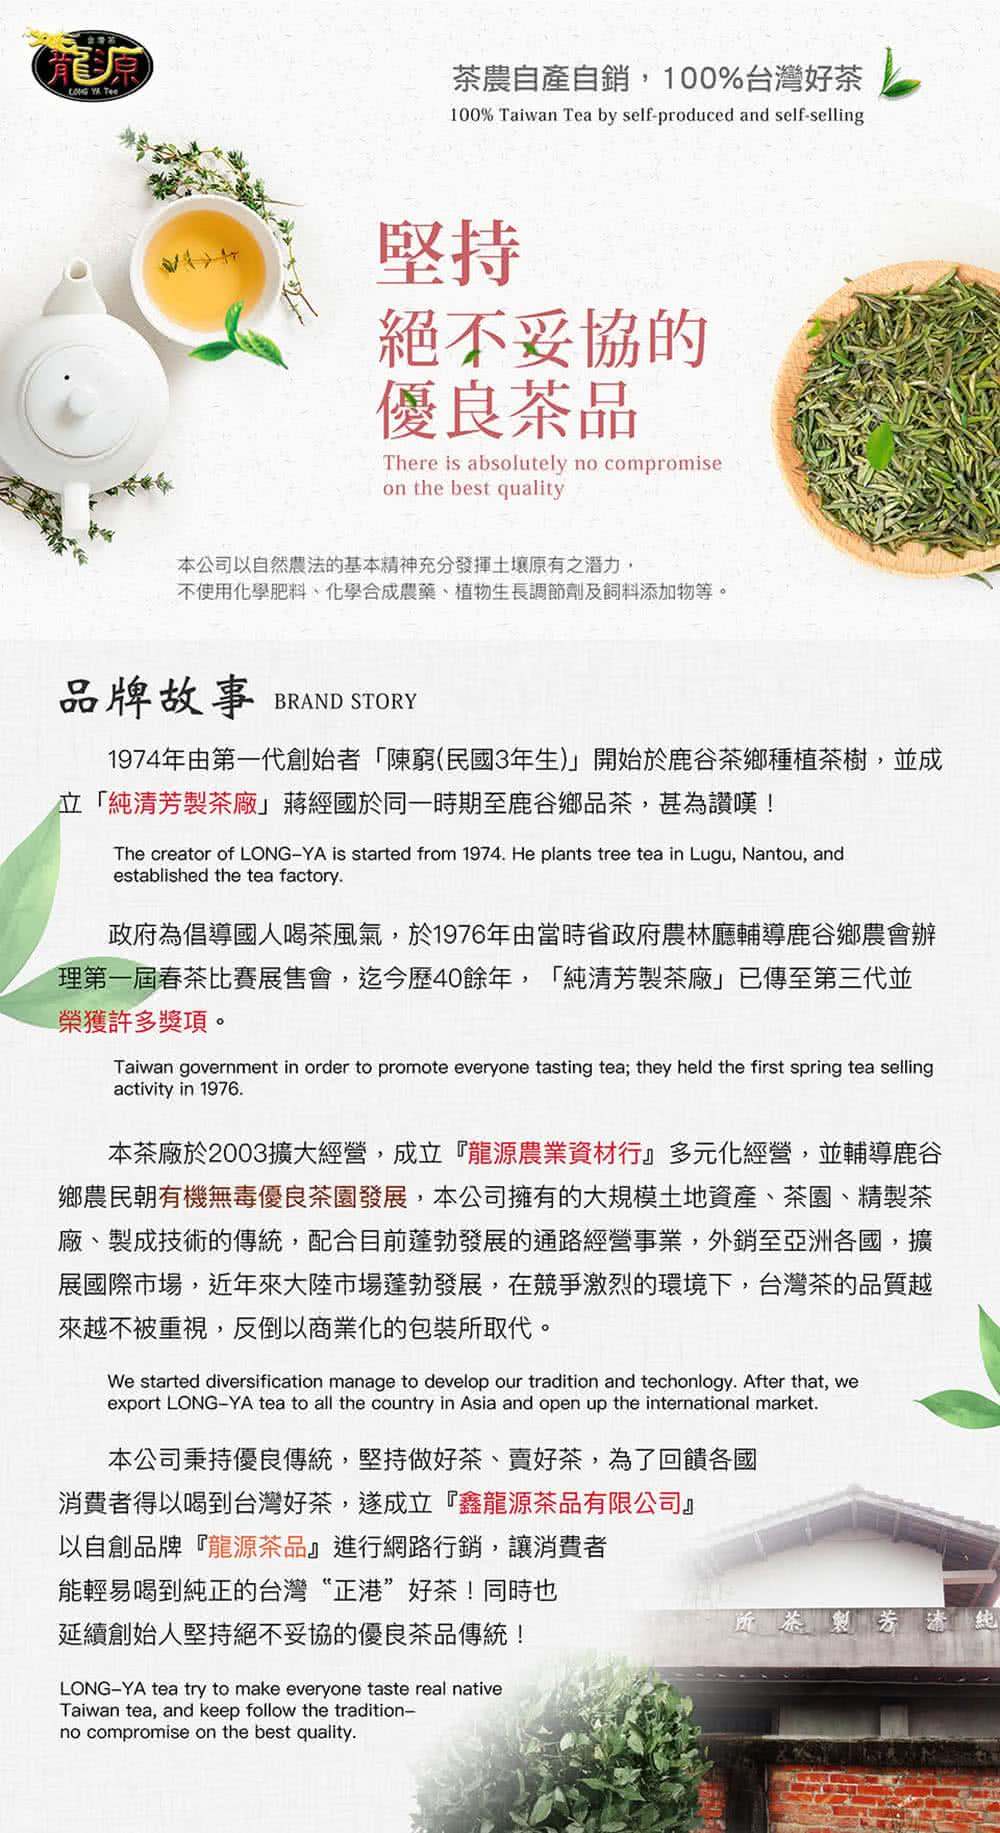 台灣茶
龍源
LONG YA Tea
茶農自產自銷，100%台灣好茶
100% Taiwan Tea by self-produced and self-selling
堅持
絕不妥協的
優良茶品
There is absolutely no compromise
on the best quality
本公司以自然農法的基本精神充分發揮土壤原有之潛力，
不使用化學肥料、化學合成農藥、植物生長調節劑及飼料添加物等。
品牌故事 BRAND STORY
1974年由第一代創始者「陳窮(民國3年生)」開始於鹿谷茶鄉種植茶樹，並成
立「純清芳製茶廠」蔣經國於同一時期至鹿谷鄉品茶，甚為讚嘆！
The creator of LONG-YA is started from 1974. He plants tree tea in Lugu, Nantou, and
established the tea factory.
政府為倡導國人喝茶風氣，於1976年由當時省政府農林廳輔導鹿谷鄉農會辦
理第一屆春茶比賽展售會，迄今歷40餘年，「純清芳製茶廠」已傳至第三代並
榮獲許多獎項。
Taiwan government in order to promote everyone tasting tea; they held the first spring tea selling
activity in 1976.
本茶廠於2003擴大經營，成立『龍源農業資材行』多元化經營，並輔導鹿谷
鄉農民朝有機無毒優良茶園發展，本公司擁有的大規模土地資產、茶園、精製茶
廠、製成技術的傳統，配合目前蓬勃發展的通路經營事業，外銷至亞洲各國，擴
展國際市場，近年來大陸市場蓬勃發展，在競爭激烈的環境下，台灣茶的品質越
來越不被重視，反倒以商業化的包裝所取代。
We started diversification manage to develop our tradition and techonlogy. After that, we
export LONG-YA tea to all the country in Asia and open up the international market.
本公司秉持優良傳統，堅持做好茶、賣好茶，為了回饋各國
消費者得以喝到台灣好茶，遂成立『鑫龍源茶品有限公司』
以自創品牌『龍源茶品』進行網路行銷，讓消費者
能輕易喝到純正的台灣“正港”好茶！同時也
延續創始人堅持絕不妥協的優良茶品傳統！
LONG-YA tea try to make everyone taste real native
Taiwan tea, and keep follow the tradition-
no compromise on the best quality.
所茶製芳清純